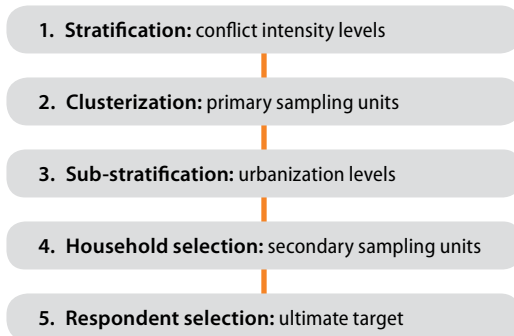 1. Stratification: conflict intensity levels
2. Clusterization: primary sampling units
3. Sub-stratification: urbanization levels
4. Household selection: secondary sampling units
5. Respondent selection: ultimate target